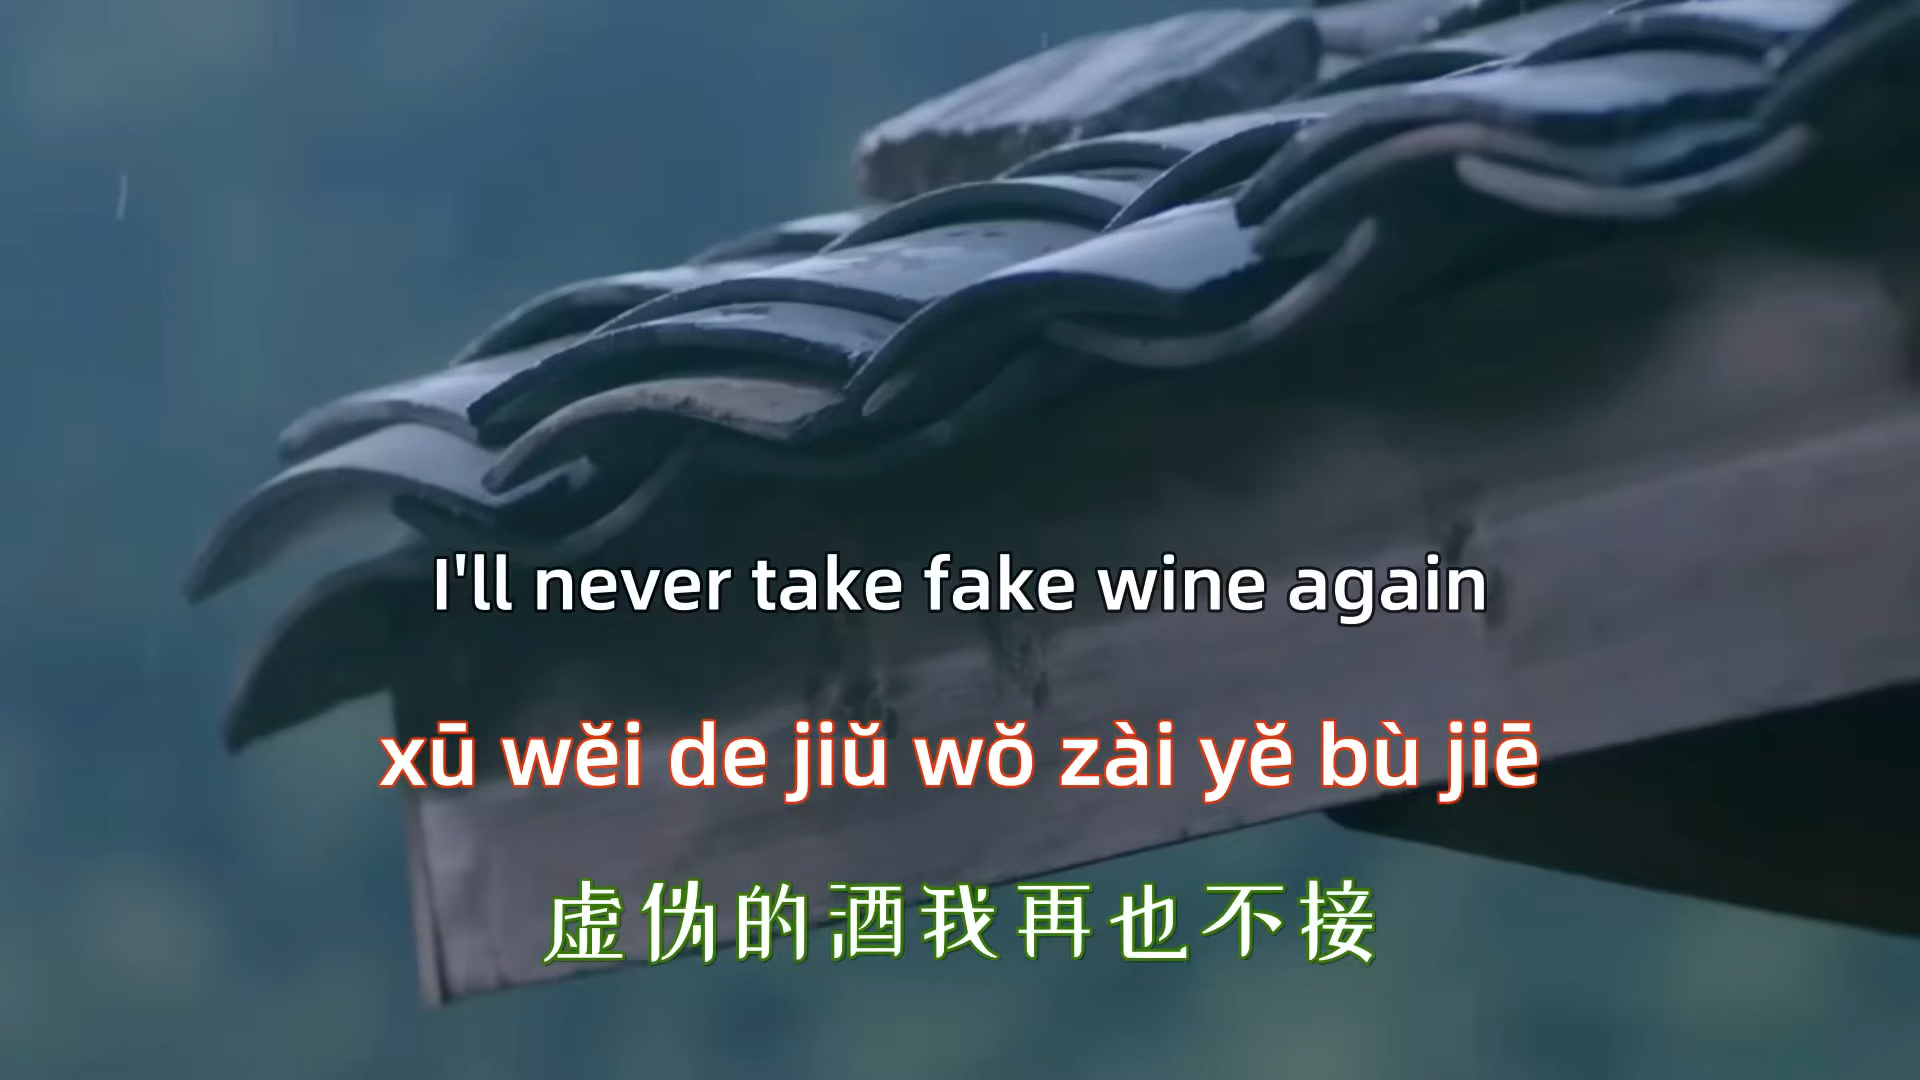 I'll never take fake wine again
xū wěi de jiǔ wǒ zài yě bù jiē
虚伪的酒我再也不接